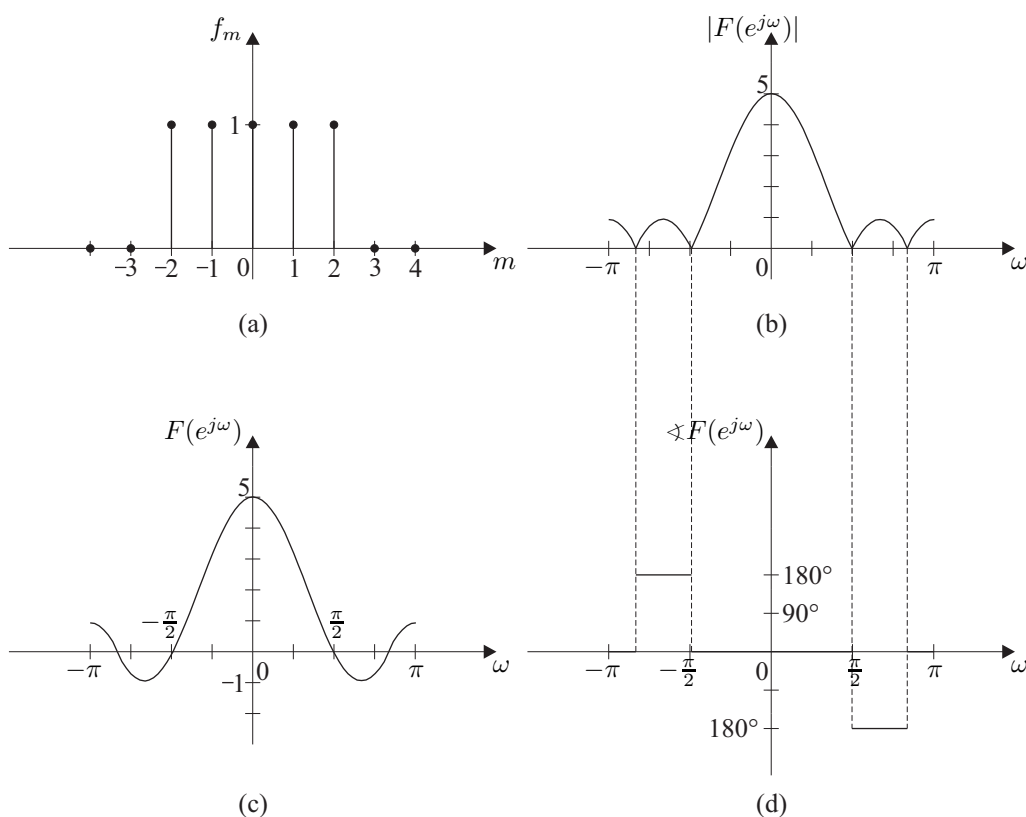 f_m
1
−3 −2 −1 0 1 2 3 4 m
(a)
|F(e^{jω})|
5
−π 0 π ω
(b)
F(e^{jω})
5
−π/2 π/2
−π 0 π ω
−1
(c)
∢F(e^{jω})
180°
90°
−π −π/2 0 π/2 π ω
180°
(d)